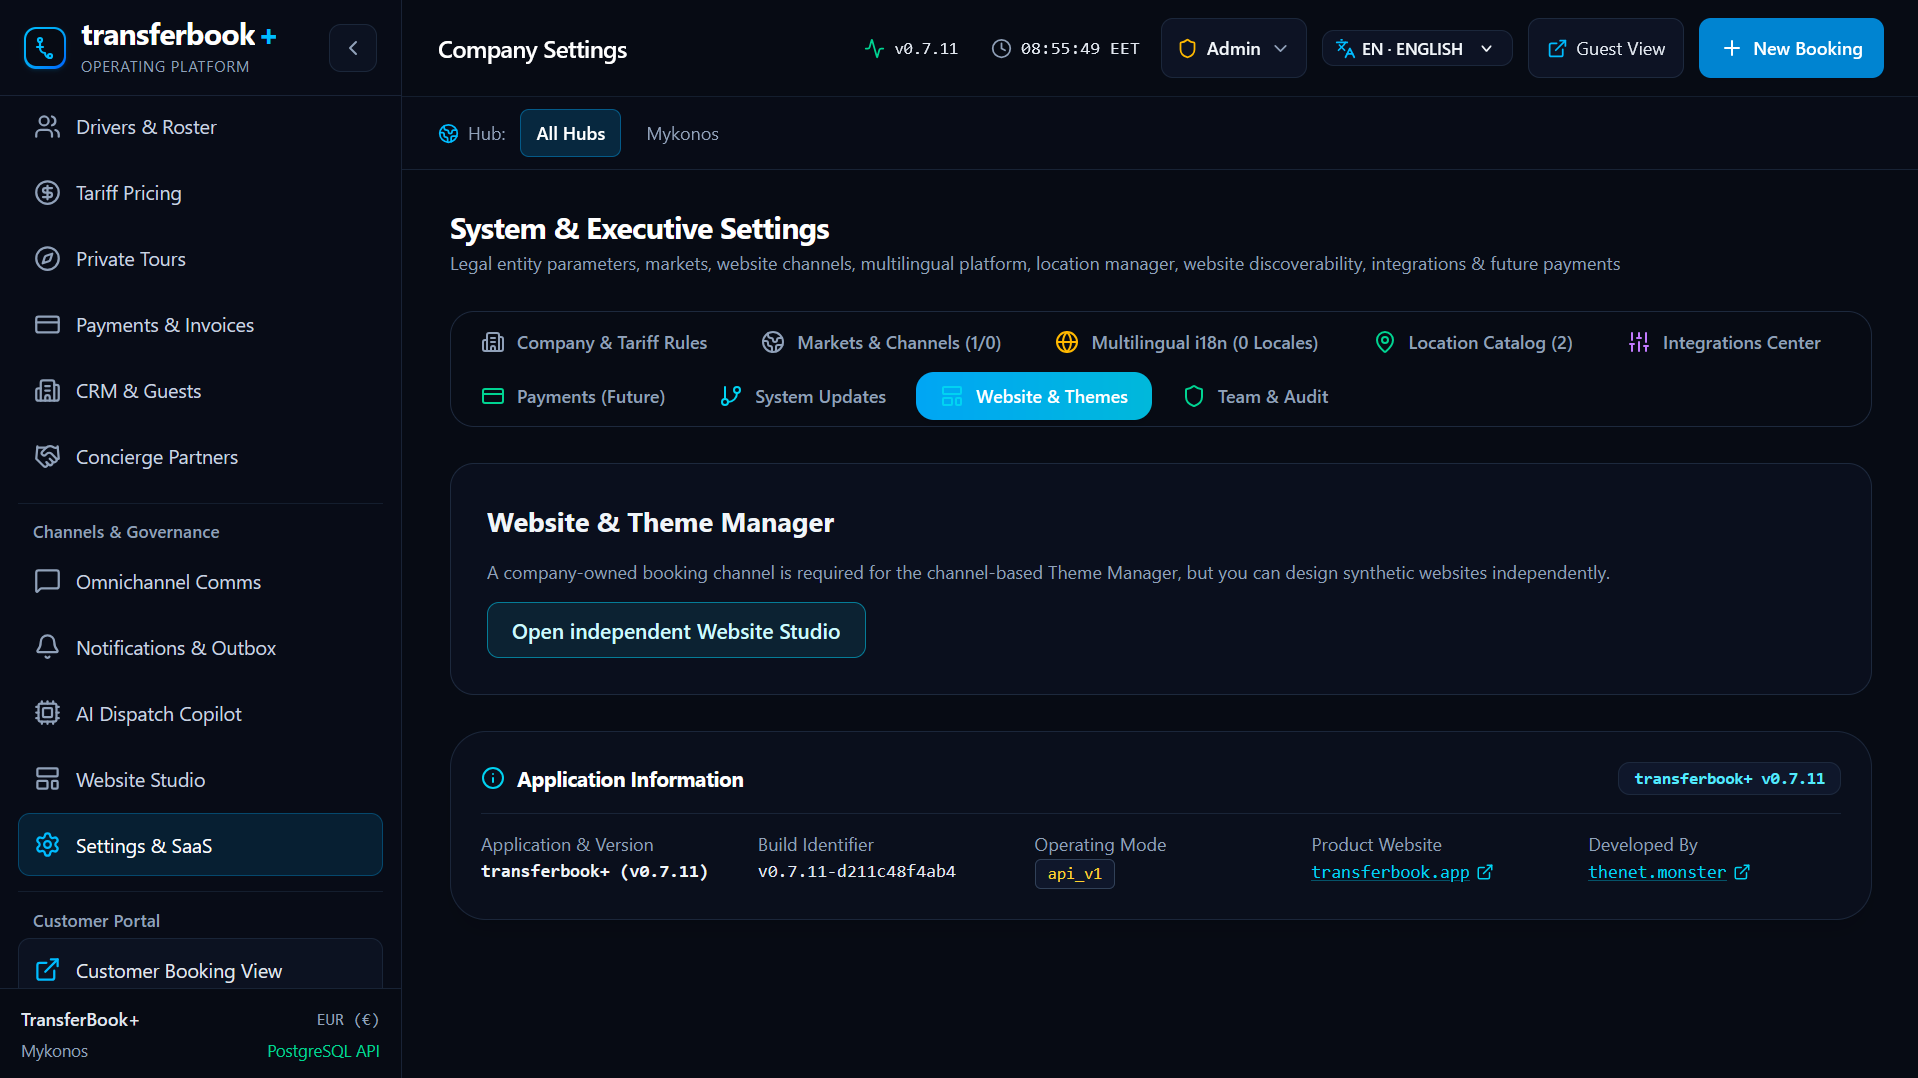 transferbook+
OPERATING PLATFORM
Drivers & Roster
Tariff Pricing
Private Tours
Payments & Invoices
CRM & Guests
Concierge Partners
Channels & Governance
Omnichannel Comms
Notifications & Outbox
AI Dispatch Copilot
Website Studio
Settings & SaaS
Customer Portal
Customer Booking View
TransferBook+ EUR (€)
Mykonos PostgreSQL API
Company Settings v0.7.11 08:55:49 EET Admin EN · ENGLISH Guest View New Booking
Hub: All Hubs Mykonos
System & Executive Settings
Legal entity parameters, markets, website channels, multilingual platform, location manager, website discoverability, integrations & future payments
Company & Tariff Rules Markets & Channels (1/0) Multilingual i18n (0 Locales) Location Catalog (2) Integrations Center
Payments (Future) System Updates Website & Themes Team & Audit
Website & Theme Manager
A company-owned booking channel is required for the channel-based Theme Manager, but you can design synthetic websites independently.
Open independent Website Studio
Application Information transferbook+ v0.7.11
Application & Version Build Identifier Operating Mode Product Website Developed By
transferbook+ (v0.7.11) v0.7.11-d211c48f4ab4 api_v1 transferbook.app thenet.monster